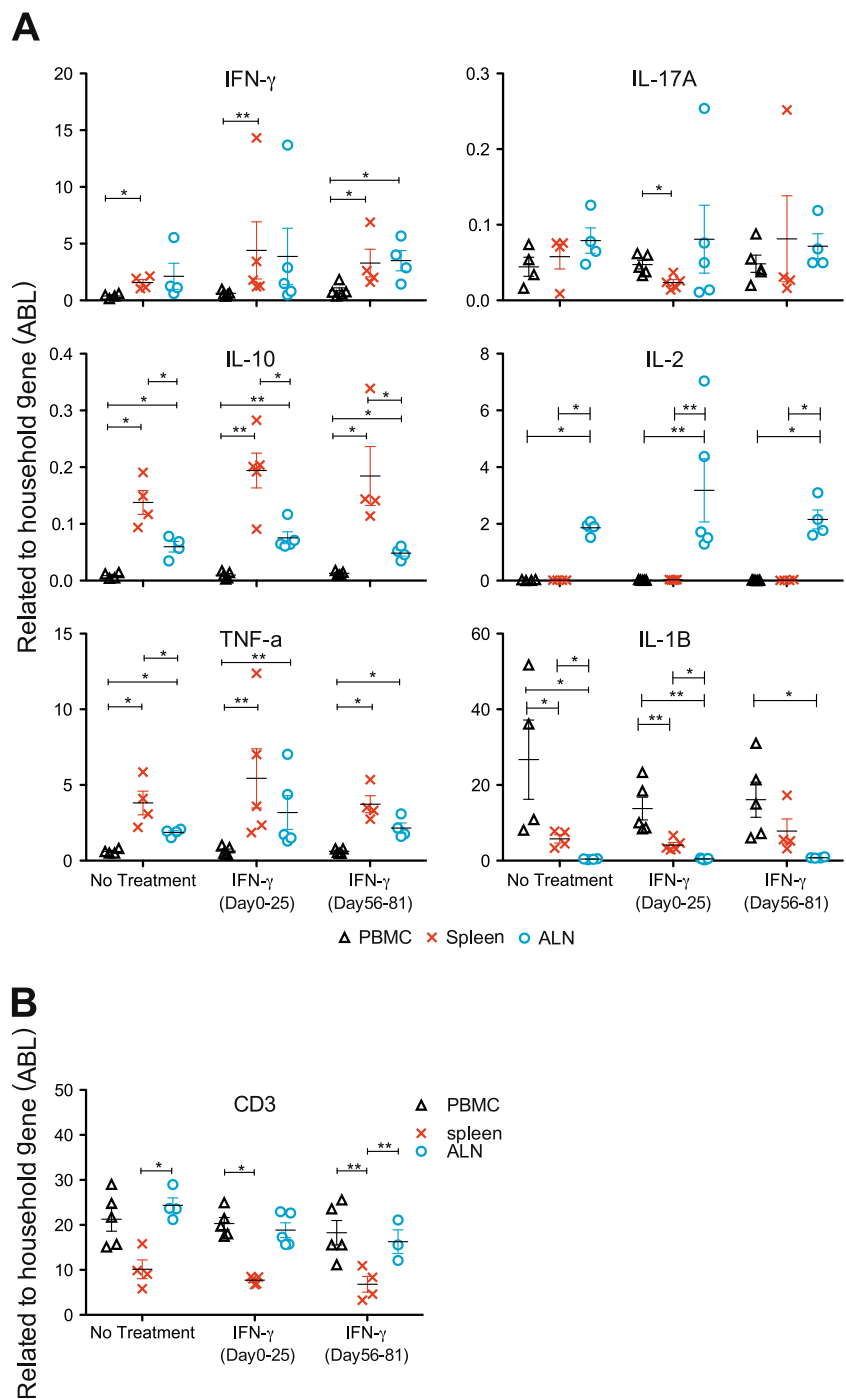 A
Related to household gene (ABL)
IFN-γ
20
15
10
5
0
*
**
*
*
IL-17A
0.3
0.2
0.1
0.0
*
IL-10
0.4
0.3
0.2
0.1
0.0
*
*
*
*
**
**
*
*
*
IL-2
8
6
4
2
0
*
*
**
**
*
*
TNF-a
15
10
5
0
*
*
*
**
**
*
*
IL-1B
60
40
20
0
*
*
*
*
**
**
*
No Treatment
IFN-γ
(Day0-25)
IFN-γ
(Day56-81)
No Treatment
IFN-γ
(Day0-25)
IFN-γ
(Day56-81)
PBMC Spleen ALN
B
Related to household gene (ABL)
CD3
50
40
30
20
10
0
PBMC
spleen
ALN
*
*
**
**
No Treatment
IFN-γ
(Day0-25)
IFN-γ
(Day56-81)